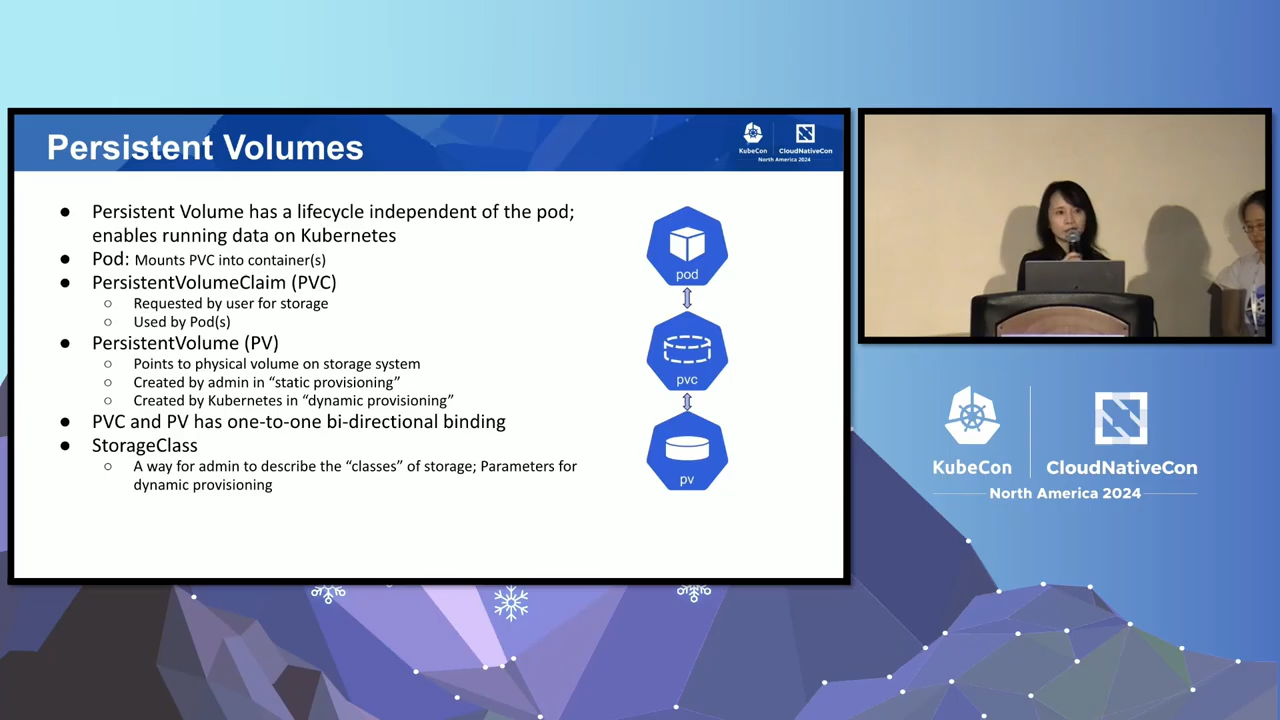 Persistent Volumes
KubeCon
CloudNativeCon
North America 2024
● Persistent Volume has a lifecycle independent of the pod;
enables running data on Kubernetes
● Pod: Mounts PVC into container(s)
● PersistentVolumeClaim (PVC)
○ Requested by user for storage
○ Used by Pod(s)
● PersistentVolume (PV)
○ Points to physical volume on storage system
○ Created by admin in “static provisioning”
○ Created by Kubernetes in “dynamic provisioning”
● PVC and PV has one-to-one bi-directional binding
● StorageClass
○ A way for admin to describe the “classes” of storage; Parameters for
dynamic provisioning
pod
pvc
pv
KubeCon
CloudNativeCon
North America 2024